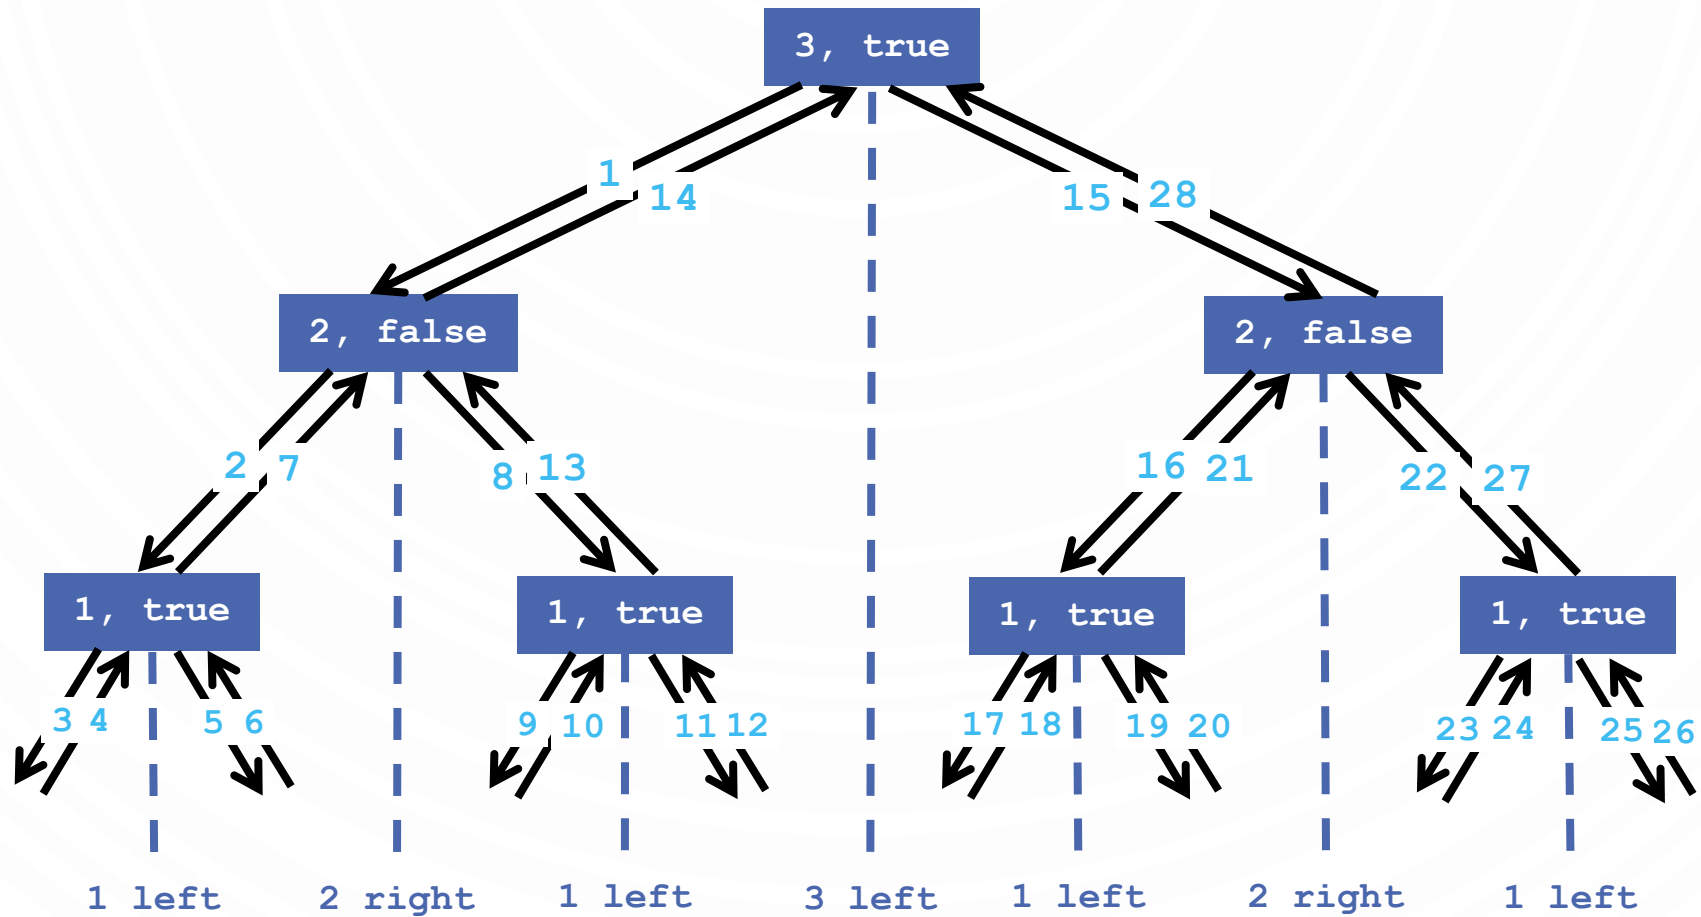 3, true
1
14
15
28
2, false
2, false
2
7
8
13
16
21
22
27
1, true
1, true
1, true
1, true
3
4
5
6
9
10
11
12
17
18
19
20
23
24
25
26
1 left
2 right
1 left
3 left
1 left
2 right
1 left